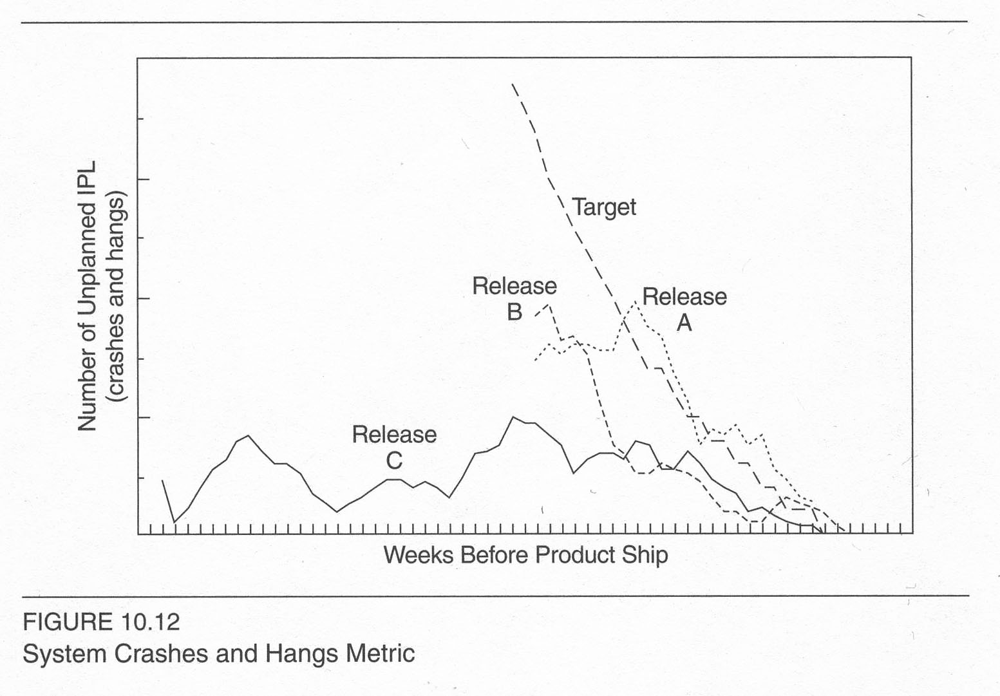 Number of Unplanned IPL
(crashes and hangs)
Target
Release
B
Release
A
Release
C
Weeks Before Product Ship
FIGURE 10.12
System Crashes and Hangs Metric